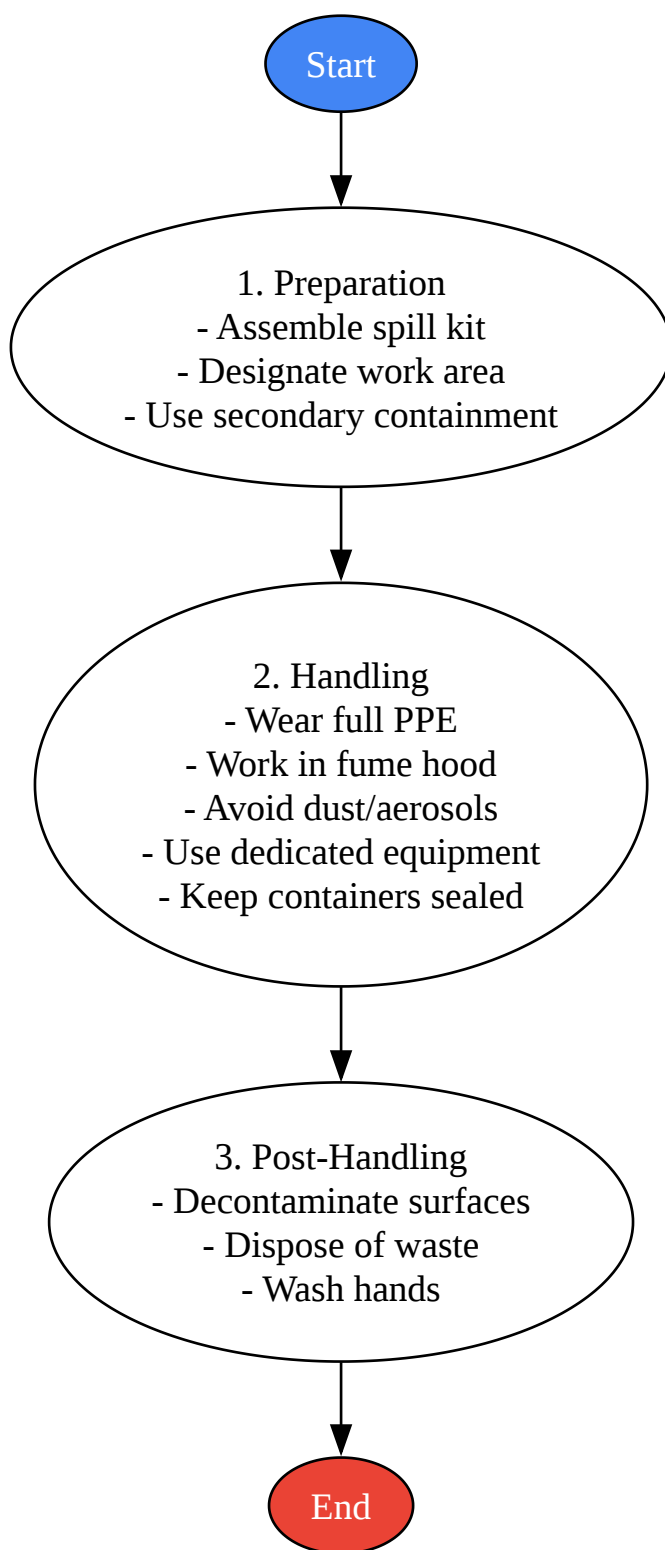 Start
1. Preparation
- Assemble spill kit
- Designate work area
- Use secondary containment
2. Handling
- Wear full PPE
- Work in fume hood
- Avoid dust/aerosols
- Use dedicated equipment
- Keep containers sealed
3. Post-Handling
- Decontaminate surfaces
- Dispose of waste
- Wash hands
End